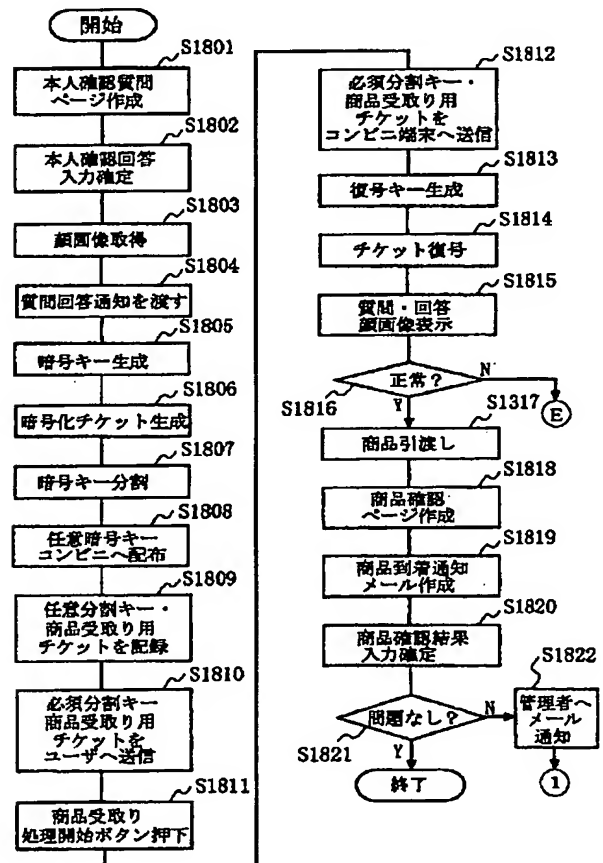 開始
S1801
本人確認質問
ページ作成
S1802
本人確認回答
入力確定
S1803
顔画像取得
S1804
質問回答通知を渡す
S1805
暗号キー生成
S1806
暗号化チケット生成
S1807
暗号キー分割
S1808
任意暗号キー
コンビニへ配布
S1809
任意分割キー・
商品受取り用
チケットを記録
S1810
必須分割キー
商品受取り用
チケットを
ユーザへ送信
S1811
商品受取り
処理開始ボタン押下
S1812
必須分割キー・
商品受取り用
チケットを
コンビニ端末へ送信
S1813
復号キー生成
S1814
チケット復号
S1815
質問・回答
顔画像表示
正常?
N
S1816
Y
E
S1317
商品引渡し
S1818
商品確認
ページ作成
S1819
商品到着通知
メール作成
S1820
商品確認結果
入力確定
S1822
問題なし?
N
管理者へ
メール
通知
S1821
Y
終了
1